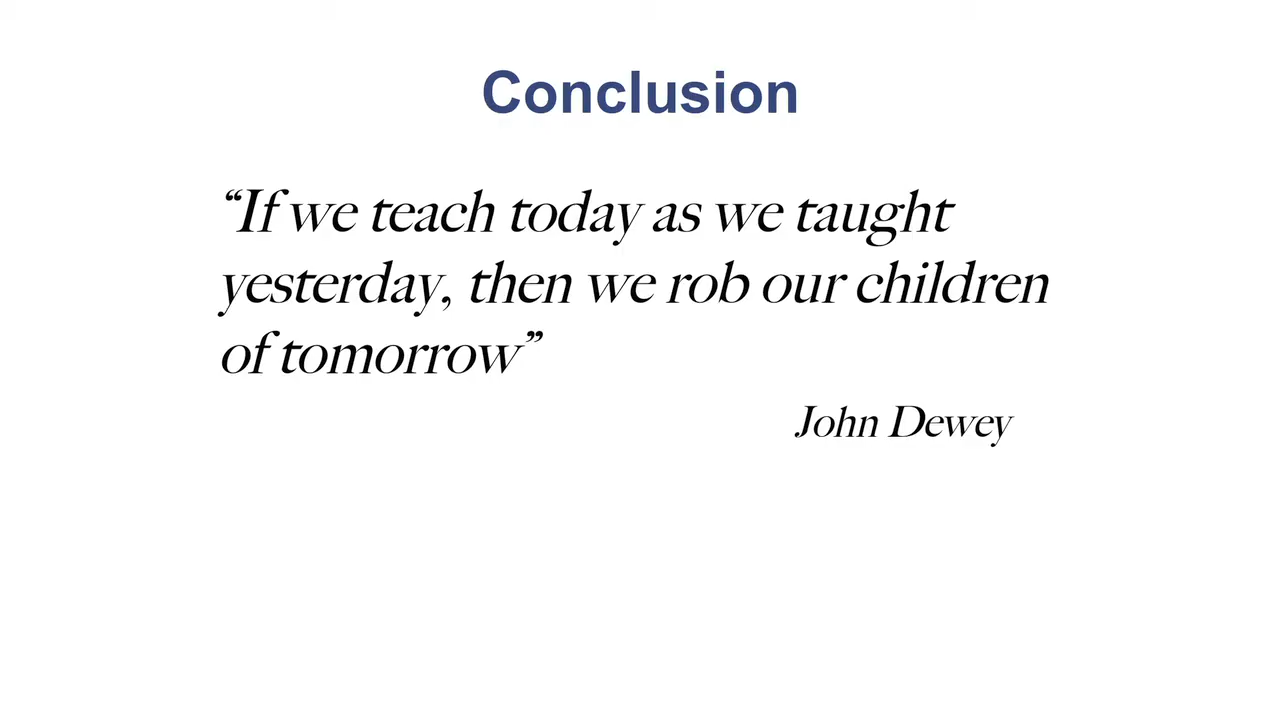 Conclusion
“If we teach today as we taught
yesterday, then we rob our children
of tomorrow”
John Dewey